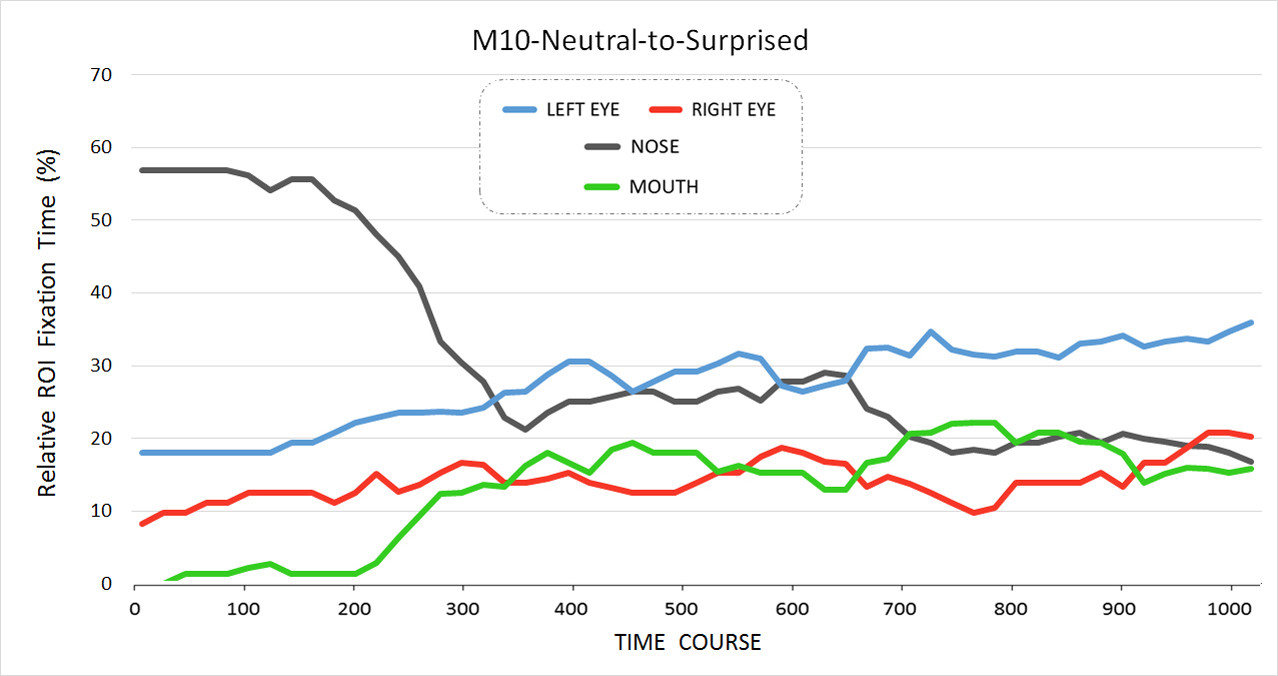 M10-Neutral-to-Surprised
LEFT EYE RIGHT EYE
NOSE
MOUTH
Relative ROI Fixation Time (%)
70
60
50
40
30
20
10
0
0 100 200 300 400 500 600 700 800 900 1000
TIME COURSE